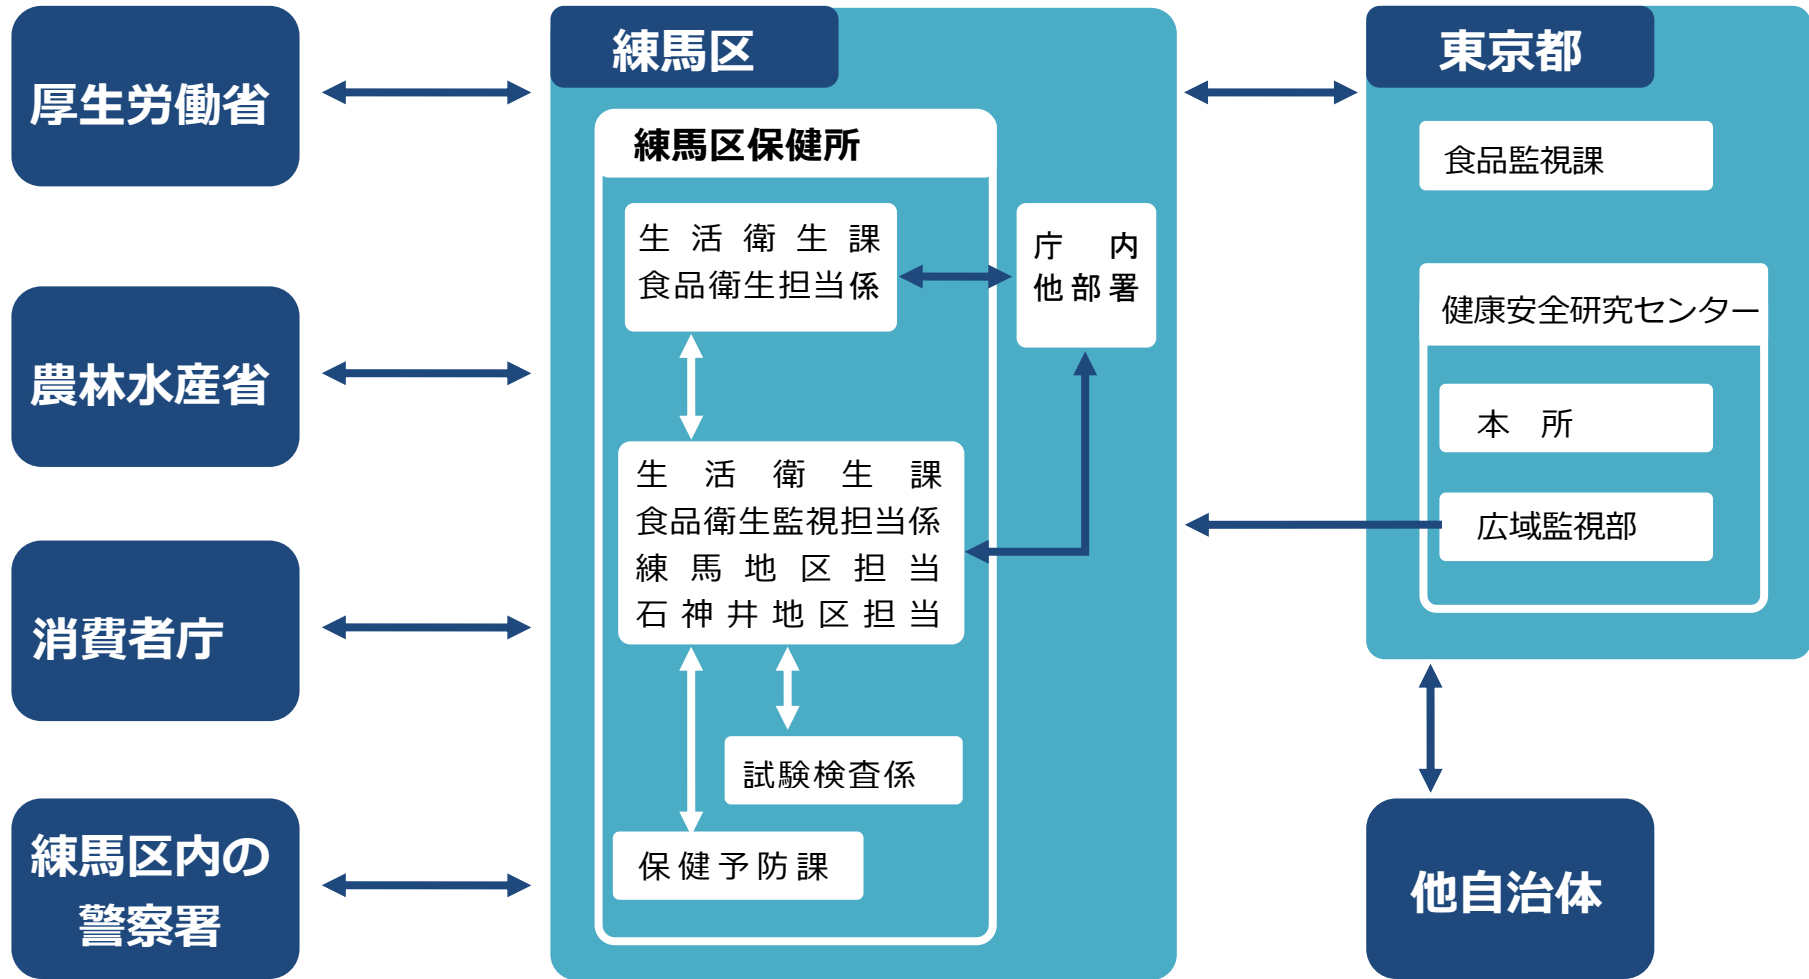 厚生労働省
農林水産省
消費者庁
練馬区内の
警察署
練馬区
練馬区保健所
生活衛生課
食品衛生担当係
庁内
他部署
生活衛生課
食品衛生監視担当係
練馬地区担当
石神井地区担当
試験検査係
保健予防課
東京都
食品監視課
健康安全研究センター
本所
広域監視部
他自治体